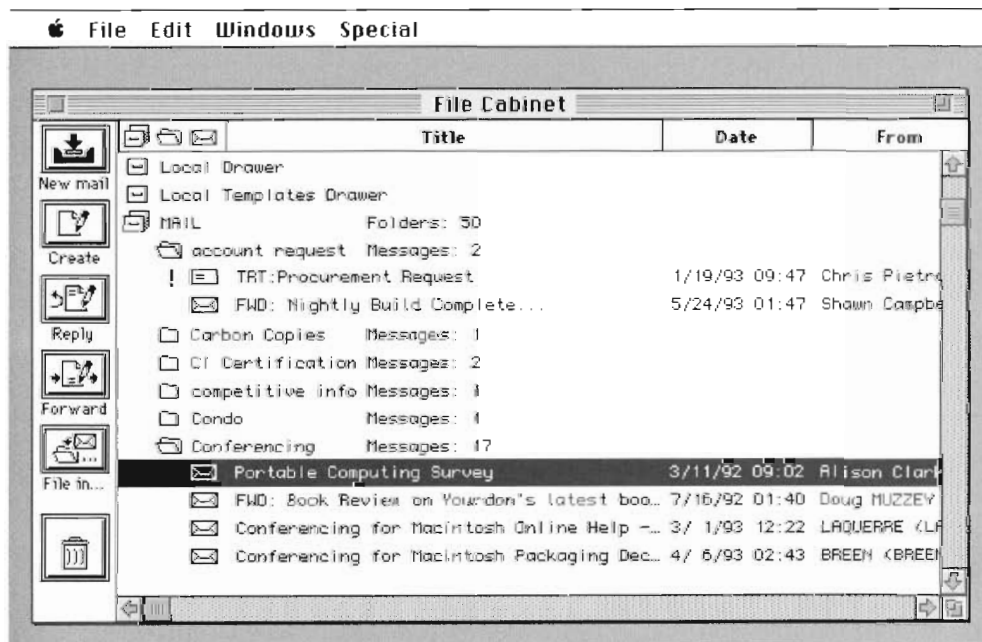 File Edit Windows Special
File Cabinet
Title Date From
New mail
Create
Reply
Forward
File in...
Local Drawer
Local Templates Drawer
MAIL Folders: 50
account request Messages: 2
! TRT:Procurement Request 1/19/93 09:47 Chris Pietro
FWD: Nightly Build Complete... 5/24/93 01:47 Shawn Campbe
Carbon Copies Messages: 1
CI Certification Messages: 2
competitive info Messages:
Condo Messages:
Conferencing Messages: 17
Portable Computing Survey 3/11/92 09:02 Alison Clark
FWD: Book Review on Yourdon's latest boo... 7/16/92 01:40 Doug MUZZEY
Conferencing for Macintosh Online Help -... 3/ 1/93 12:22 LAQUERRE (LA
Conferencing for Macintosh Packaging Dec... 4/ 6/93 02:43 BREEN (BREEN